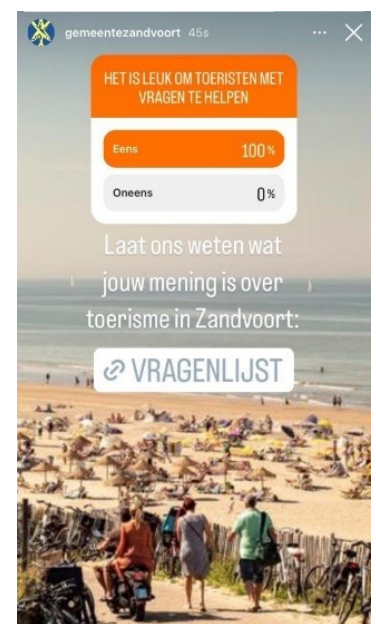 gemeentezandvoort 45s
HET IS LEUK OM TOERISTEN MET
VRAGEN TE HELPEN
Eens 100%
Oneens 0%
Laat ons weten wat
jouw mening is over
toerisme in Zandvoort:
VRAGENLIJST